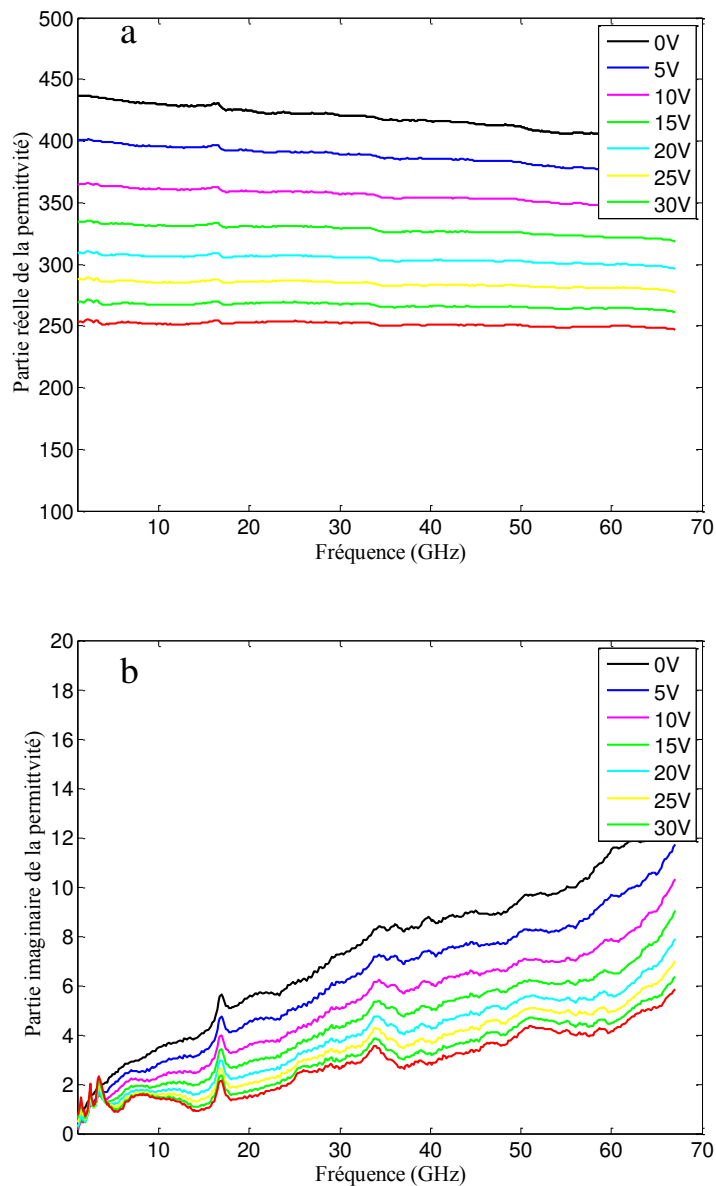 a
500
450
400
350
300
250
200
150
100
Partie réelle de la permittvité
0V
5V
10V
15V
20V
25V
30V
10 20 30 40 50 60 70
Fréquence (GHz)
b
20
18
16
14
12
10
8
6
4
2
0
Partie imaginaire de la permittvité
0V
5V
10V
15V
20V
25V
30V
10 20 30 40 50 60 70
Fréquence (GHz)